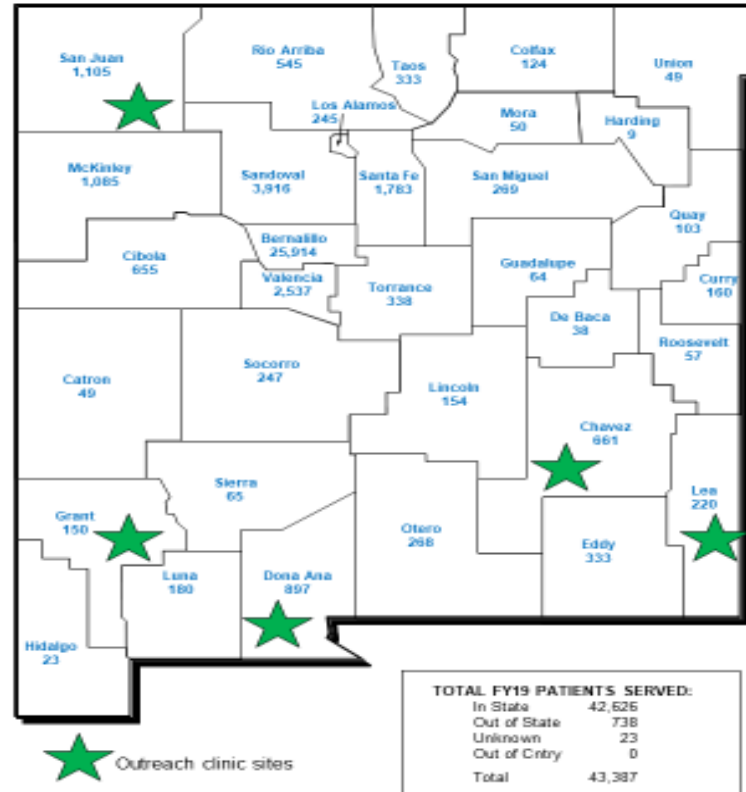 San Juan
1,105
Rio Arriba
545
Taos
333
Colfax
124
Union
49
Los Alamos
245
Mora
50
Harding
9
McKinley
1,085
Sandoval
3,916
Santa Fe
1,783
San Miguel
269
Quay
103
Cibola
655
Bernalillo
25,914
Valencia
2,537
Torrance
338
Guadalupe
64
Curry
160
De Baca
38
Roosevelt
57
Catron
49
Socorro
247
Lincoln
154
Chavez
661
Sierra
65
Lea
220
Grant
150
Otero
268
Eddy
333
Luna
180
Dona Ana
897
Hidalgo
23
TOTAL FY19 PATIENTS SERVED:
In State 42,626
Out of State 738
Unknown 23
Out of Cntry 0
Total 43,387
Outreach clinic sites